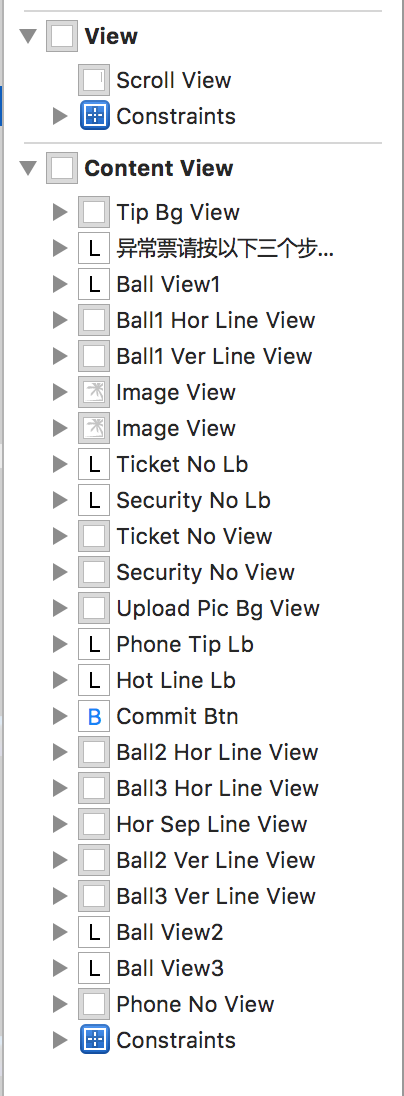 View
Scroll View
Constraints
Content View
Tip Bg View
L 异常票请按以下三个步...
L Ball View1
Ball1 Hor Line View
Ball1 Ver Line View
Image View
Image View
L Ticket No Lb
L Security No Lb
Ticket No View
Security No View
Upload Pic Bg View
L Phone Tip Lb
L Hot Line Lb
B Commit Btn
Ball2 Hor Line View
Ball3 Hor Line View
Hor Sep Line View
Ball2 Ver Line View
Ball3 Ver Line View
L Ball View2
L Ball View3
Phone No View
Constraints